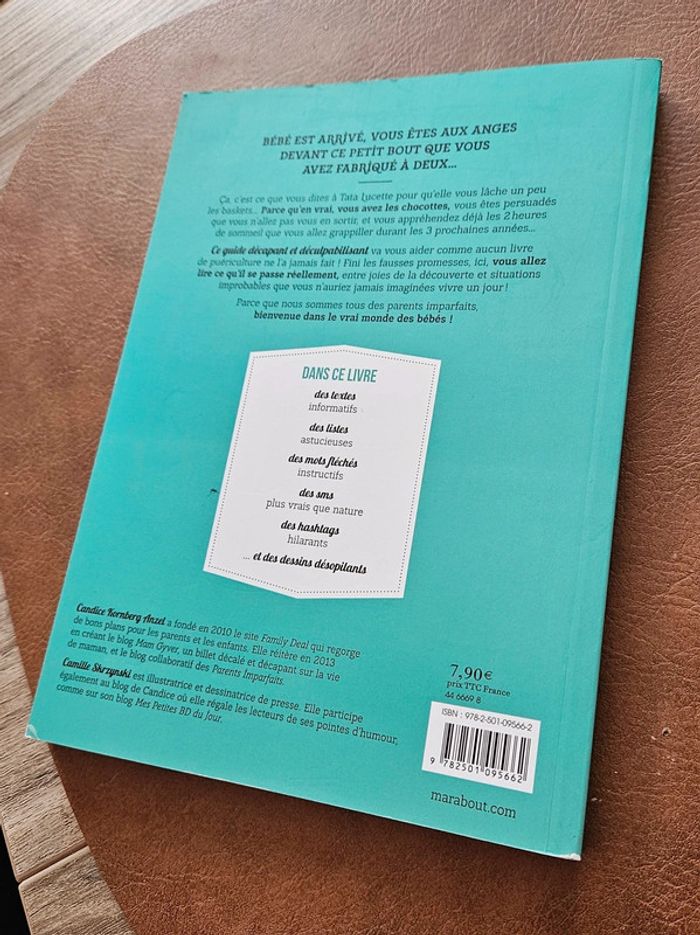 BÉBÉ EST ARRIVÉ, VOUS ÊTES AUX ANGES
DEVANT CE PETIT BOUT QUE VOUS
AVEZ FABRIQUÉ À DEUX...
Ça, c'est ce que vous dites à Tata Lucette pour qu'elle vous lâche un peu
les baskets... Parce qu'en vrai, vous avez les chocottes, vous êtes persuadés
que vous n'allez pas vous en sortir, et vous appréhendez déjà les 2 heures
de sommeil que vous allez grappiller durant les 3 prochaines années...
Ce guide décapant et déculpabilisant va vous aider comme aucun livre
de puériculture ne l'a jamais fait ! Fini les fausses promesses, ici, vous allez
lire ce qu'il se passe réellement, entre joies de la découverte et situations
improbables que vous n'auriez jamais imaginées vivre un jour !
Parce que nous sommes tous des parents imparfaits,
bienvenue dans le vrai monde des bébés !
DANS CE LIVRE
des textes
informatifs
des listes
astucieuses
des mots fléchés
instructifs
des sms
plus vrais que nature
des hashtags
hilarants
... et des dessins désopilants
Candice Kornberg Anzel a fondé en 2010 le site Family Deal qui regorge
de bons plans pour les parents et les enfants. Elle réitère en 2013
en créant le blog Mam Gyver, un billet décalé et décapant sur la vie
de maman, et le blog collaboratif des Parents Imparfaits.
Camille Skrzynski est illustratrice et dessinatrice de presse. Elle participe
également au blog de Candice où elle régale les lecteurs de ses pointes d'humour,
comme sur son blog Mes Petites BD du Jour.
7,90€
prix TTC France
44 6669 8
ISBN : 978-2-501-09566-2
9 782501 095662
marabout.com